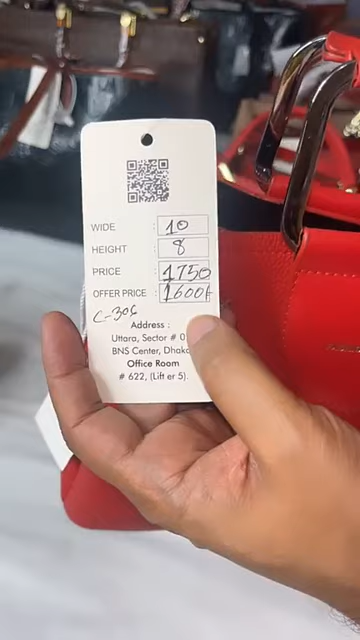 WIDE : 10
HEIGHT : 8
PRICE : 1750
OFFER PRICE : 1600/
C-306
Address :
Uttara, Sector # 0
BNS Center, Dhaka
Office Room
# 622, (Lift er 5).